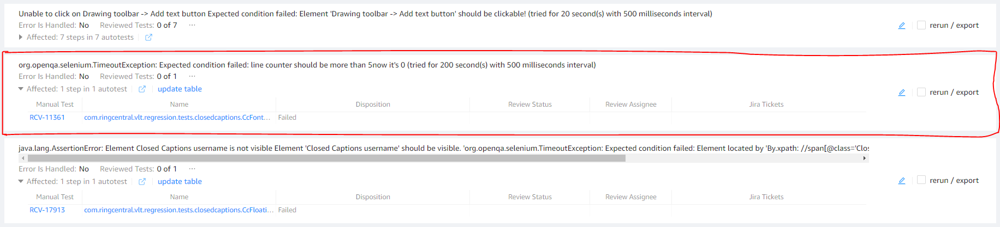 Unable to click on Drawing toolbar -> Add text button Expected condition failed: Element 'Drawing toolbar -> Add text button' should be clickable! (tried for 20 second(s) with 500 milliseconds interval)
Error Is Handled: No Reviewed Tests: 0 of 7 ···
rerun / export
Affected: 7 steps in 7 autotests
org.openqa.selenium.TimeoutException: Expected condition failed: line counter should be more than 5now it's 0 (tried for 200 second(s) with 500 milliseconds interval)
Error Is Handled: No Reviewed Tests: 0 of 1 ···
Affected: 1 step in 1 autotest update table
rerun / export
Manual Test Name Disposition Review Status Review Assignee Jira Tickets
RCV-11361 com.ringcentral.vlt.regression.tests.closedcaptions.CcFont... Failed
java.lang.AssertionError: Element Closed Captions username is not visible Element 'Closed Captions username' should be visible. 'org.openqa.selenium.TimeoutException: Expected condition failed: Element located by 'By.xpath: //span[@class='Clos
Error Is Handled: No Reviewed Tests: 0 of 1 ···
Affected: 1 step in 1 autotest update table
rerun / export
Manual Test Name Disposition Review Status Review Assignee Jira Tickets
RCV-17913 com.ringcentral.vlt.regression.tests.closedcaptions.CcFloati... Failed